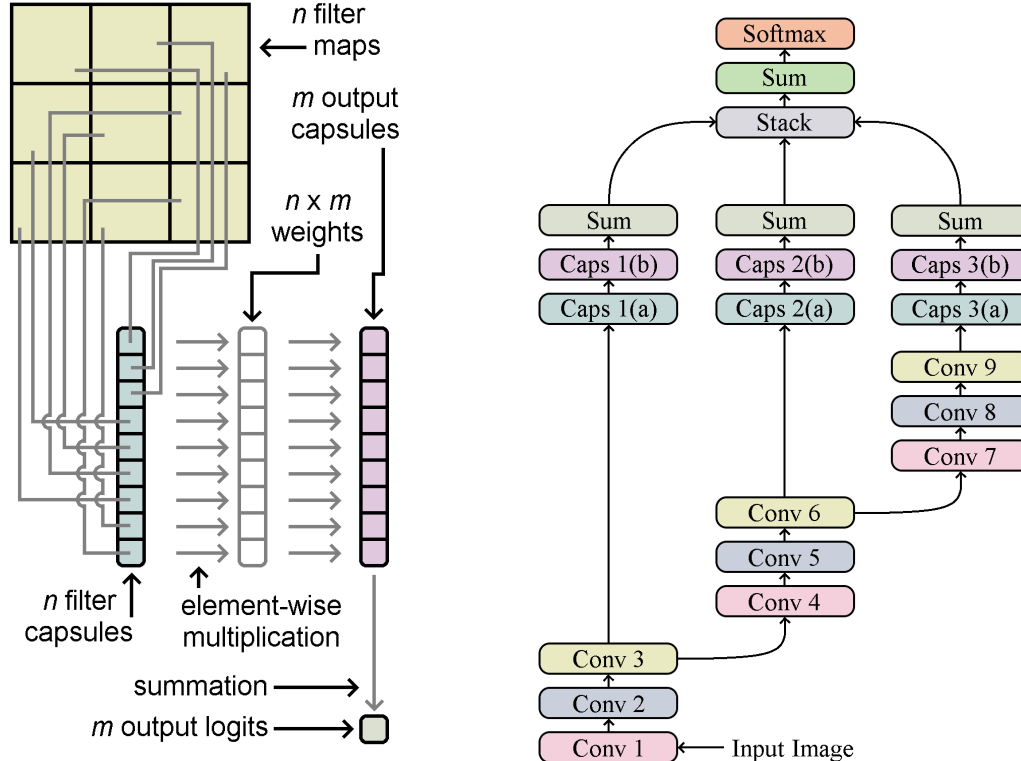 n filter
maps
m output
capsules
n x m
weights
n filter
capsules
element-wise
multiplication
summation
m output logits
Softmax
Sum
Stack
Sum
Sum
Sum
Caps 1(b)
Caps 2(b)
Caps 3(b)
Caps 1(a)
Caps 2(a)
Caps 3(a)
Conv 9
Conv 8
Conv 7
Conv 6
Conv 5
Conv 4
Conv 3
Conv 2
Conv 1
Input Image